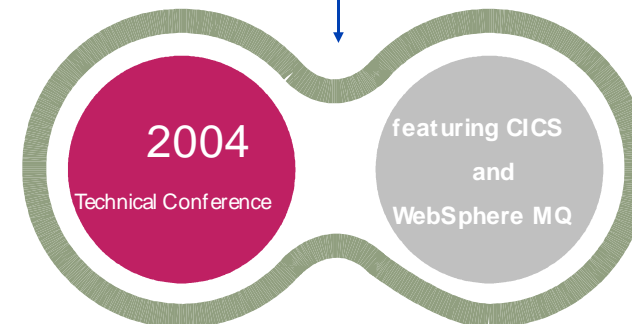 2004
Technical Conference
featuring CICS
and
WebSphere MQ